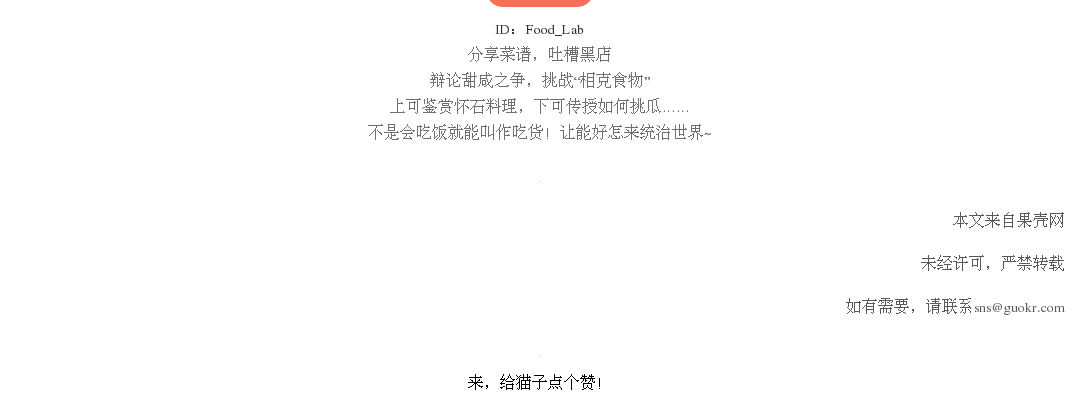 ID：Food_Lab
分享菜谱，吐槽黑店
辩论甜咸之争，挑战“相克食物”
上可鉴赏怀石料理，下可传授如何挑瓜……
不是会吃饭就能叫作吃货！让能好怎来统治世界~
本文来自果壳网
未经许可，严禁转载
如有需要，请联系sns@guokr.com
来，给猫子点个赞！